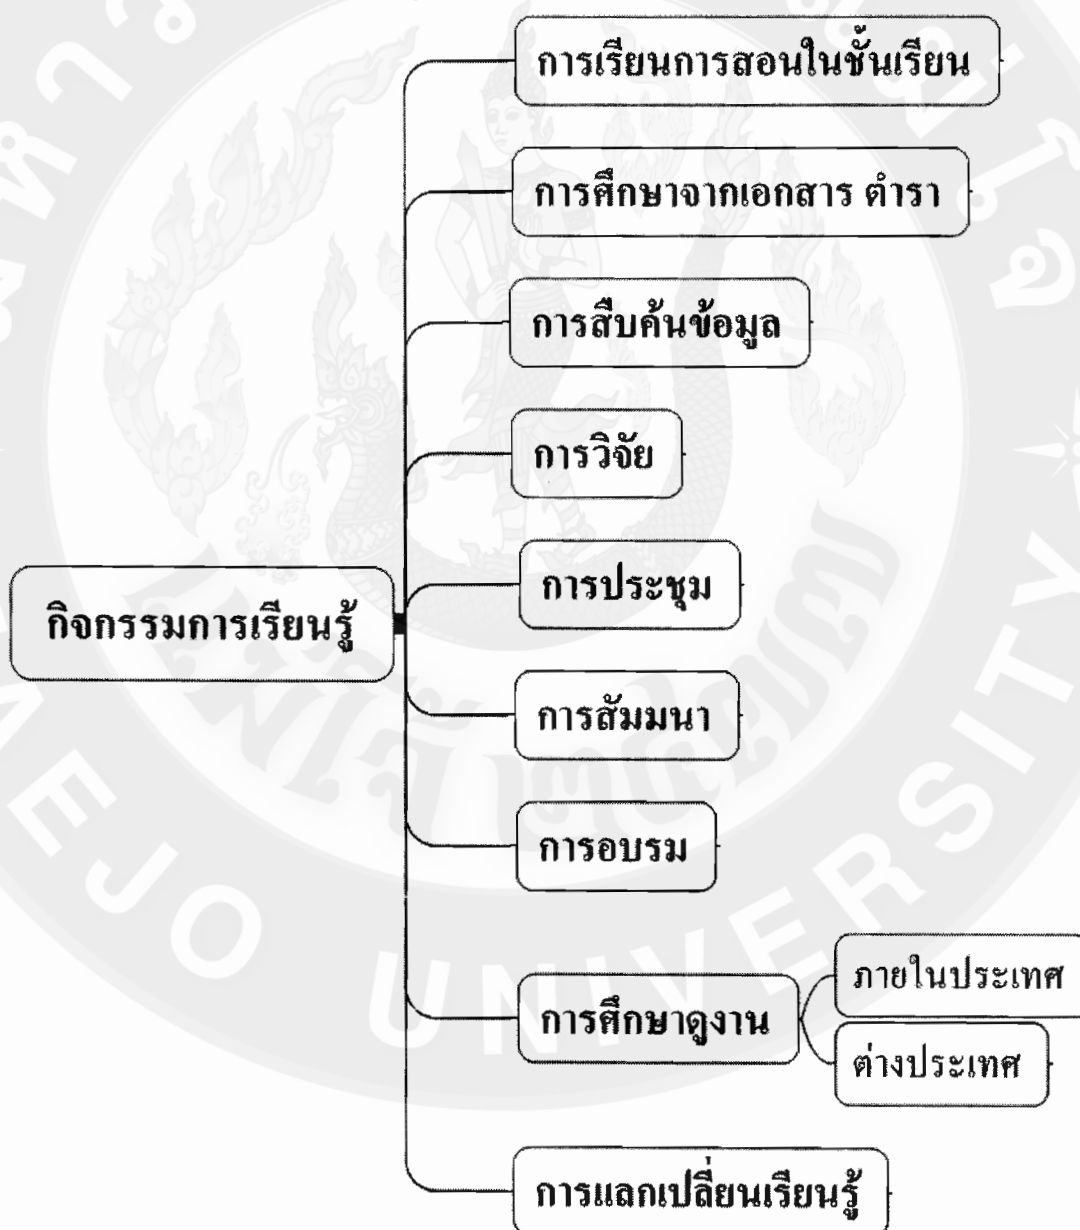 การเรียนการสอนในชั้นเรียน
การศึกษาจากเอกสาร ตำรา
การสืบค้นข้อมูล
การวิจัย
การประชุม
กิจกรรมการเรียนรู้
การสัมมนา
การอบรม
การศึกษาดูงาน
ภายในประเทศ
ต่างประเทศ
การแลกเปลี่ยนเรียนรู้
UNIVERSITY